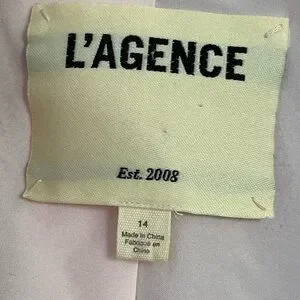 L'AGENCE
Est. 2008
14
Made in China
Fabriqué en
Chine